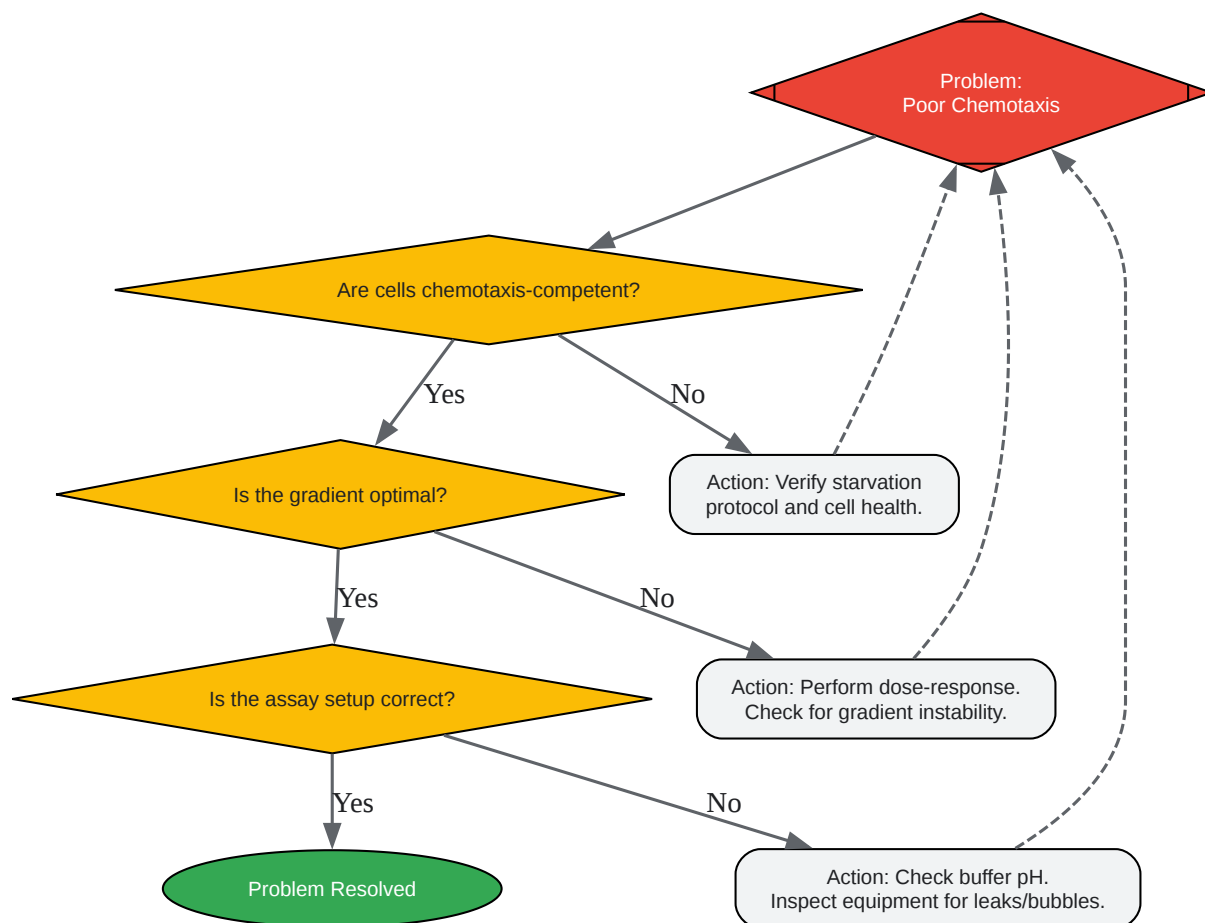 Problem:
Poor Chemotaxis
Are cells chemotaxis-competent?
Yes
No
Is the gradient optimal?
Action: Verify starvation
protocol and cell health.
Yes
No
Is the assay setup correct?
Action: Perform dose-response.
Check for gradient instability.
Yes
No
Problem Resolved
Action: Check buffer pH.
Inspect equipment for leaks/bubbles.